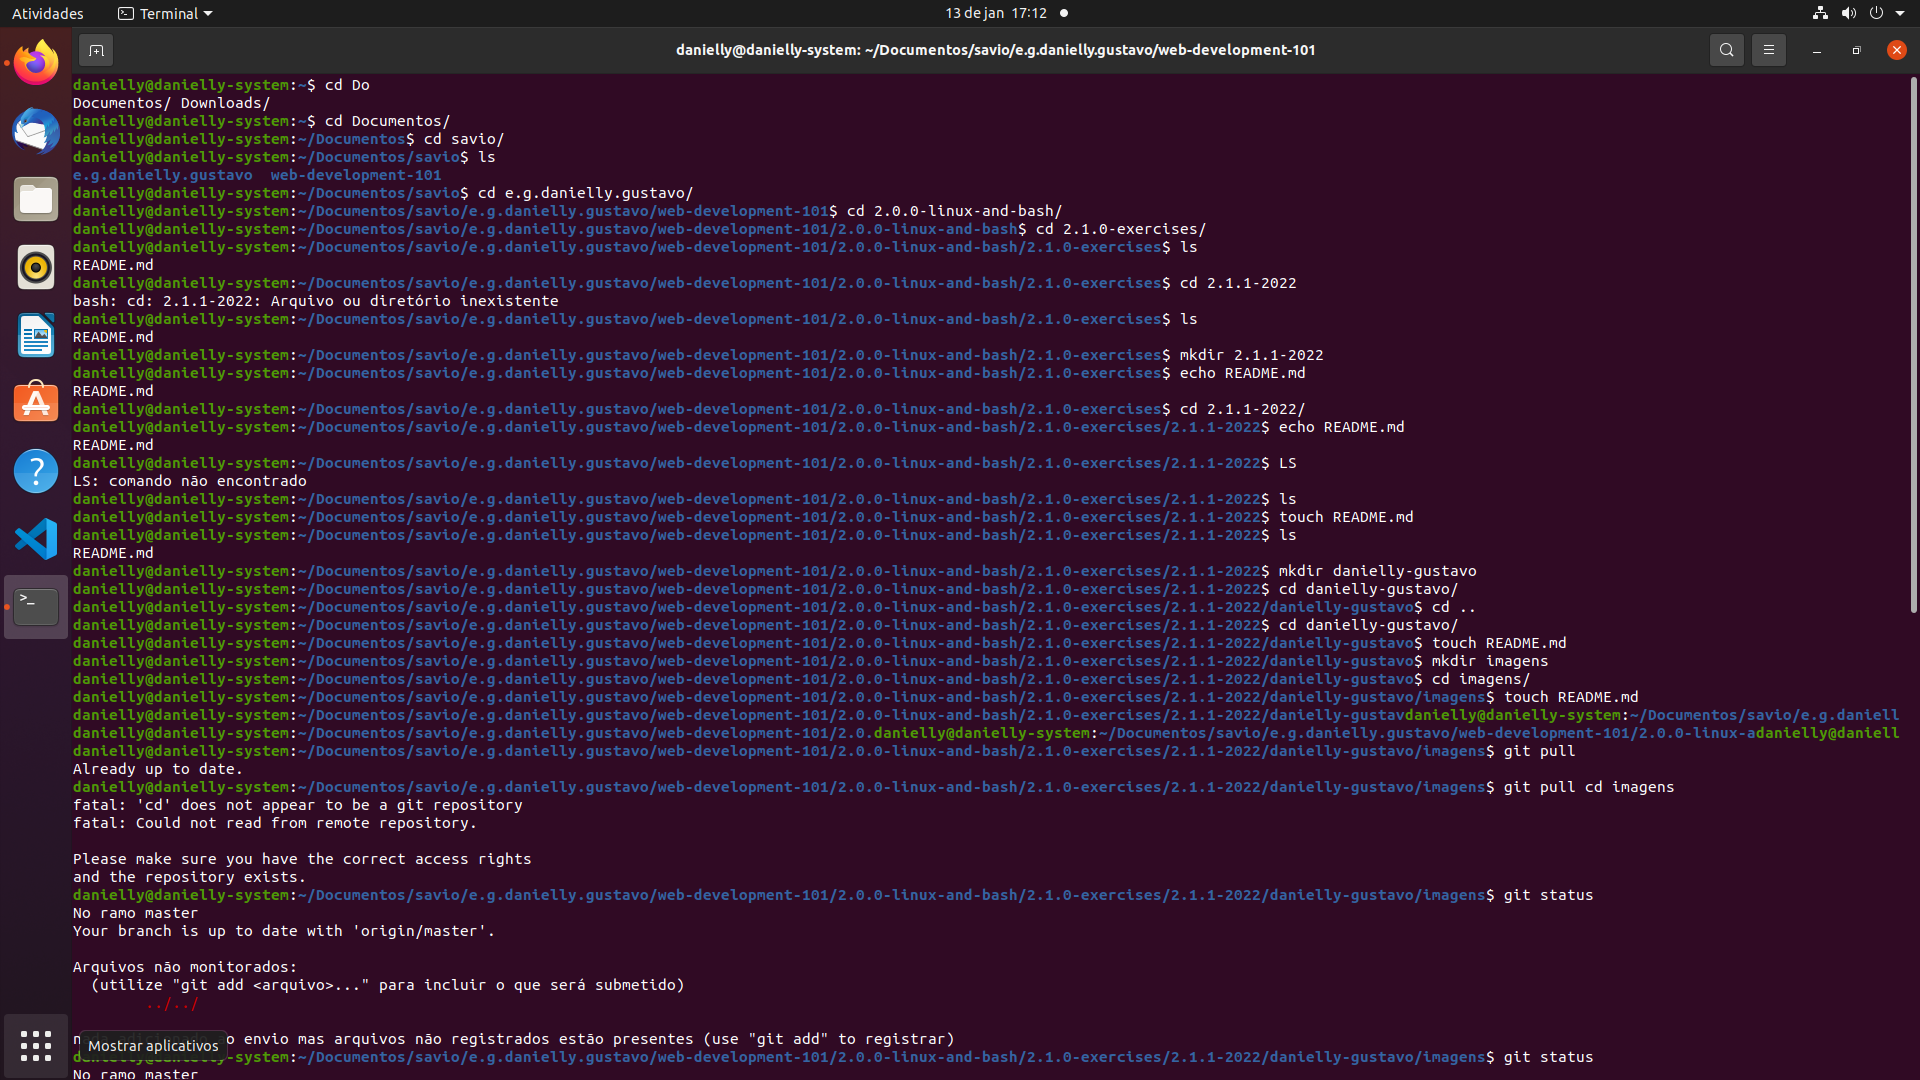 Atividades
Terminal
13 de jan 17:12
danielly@danielly-system: ~/Documentos/savio/e.g.danielly.gustavo/web-development-101
danielly@danielly-system:~$ cd Do
Documentos/ Downloads/
danielly@danielly-system:~$ cd Documentos/
danielly@danielly-system:~/Documentos$ cd savio/
danielly@danielly-system:~/Documentos/savio$ ls
e.g.danielly.gustavo  web-development-101
danielly@danielly-system:~/Documentos/savio$ cd e.g.danielly.gustavo/
danielly@danielly-system:~/Documentos/savio/e.g.danielly.gustavo/web-development-101$ cd 2.0.0-linux-and-bash/
danielly@danielly-system:~/Documentos/savio/e.g.danielly.gustavo/web-development-101/2.0.0-linux-and-bash$ cd 2.1.0-exercises/
danielly@danielly-system:~/Documentos/savio/e.g.danielly.gustavo/web-development-101/2.0.0-linux-and-bash/2.1.0-exercises$ ls
README.md
danielly@danielly-system:~/Documentos/savio/e.g.danielly.gustavo/web-development-101/2.0.0-linux-and-bash/2.1.0-exercises$ cd 2.1.1-2022
bash: cd: 2.1.1-2022: Arquivo ou diretório inexistente
danielly@danielly-system:~/Documentos/savio/e.g.danielly.gustavo/web-development-101/2.0.0-linux-and-bash/2.1.0-exercises$ ls
README.md
danielly@danielly-system:~/Documentos/savio/e.g.danielly.gustavo/web-development-101/2.0.0-linux-and-bash/2.1.0-exercises$ mkdir 2.1.1-2022
danielly@danielly-system:~/Documentos/savio/e.g.danielly.gustavo/web-development-101/2.0.0-linux-and-bash/2.1.0-exercises$ echo README.md
README.md
danielly@danielly-system:~/Documentos/savio/e.g.danielly.gustavo/web-development-101/2.0.0-linux-and-bash/2.1.0-exercises$ cd 2.1.1-2022/
danielly@danielly-system:~/Documentos/savio/e.g.danielly.gustavo/web-development-101/2.0.0-linux-and-bash/2.1.0-exercises/2.1.1-2022$ echo README.md
README.md
danielly@danielly-system:~/Documentos/savio/e.g.danielly.gustavo/web-development-101/2.0.0-linux-and-bash/2.1.0-exercises/2.1.1-2022$ LS
LS: comando não encontrado
danielly@danielly-system:~/Documentos/savio/e.g.danielly.gustavo/web-development-101/2.0.0-linux-and-bash/2.1.0-exercises/2.1.1-2022$ ls
danielly@danielly-system:~/Documentos/savio/e.g.danielly.gustavo/web-development-101/2.0.0-linux-and-bash/2.1.0-exercises/2.1.1-2022$ touch README.md
danielly@danielly-system:~/Documentos/savio/e.g.danielly.gustavo/web-development-101/2.0.0-linux-and-bash/2.1.0-exercises/2.1.1-2022$ ls
README.md
danielly@danielly-system:~/Documentos/savio/e.g.danielly.gustavo/web-development-101/2.0.0-linux-and-bash/2.1.0-exercises/2.1.1-2022$ mkdir danielly-gustavo
danielly@danielly-system:~/Documentos/savio/e.g.danielly.gustavo/web-development-101/2.0.0-linux-and-bash/2.1.0-exercises/2.1.1-2022$ cd danielly-gustavo/
danielly@danielly-system:~/Documentos/savio/e.g.danielly.gustavo/web-development-101/2.0.0-linux-and-bash/2.1.0-exercises/2.1.1-2022/danielly-gustavo$ cd ..
danielly@danielly-system:~/Documentos/savio/e.g.danielly.gustavo/web-development-101/2.0.0-linux-and-bash/2.1.0-exercises/2.1.1-2022$ cd danielly-gustavo/
danielly@danielly-system:~/Documentos/savio/e.g.danielly.gustavo/web-development-101/2.0.0-linux-and-bash/2.1.0-exercises/2.1.1-2022/danielly-gustavo$ touch README.md
danielly@danielly-system:~/Documentos/savio/e.g.danielly.gustavo/web-development-101/2.0.0-linux-and-bash/2.1.0-exercises/2.1.1-2022/danielly-gustavo$ mkdir imagens
danielly@danielly-system:~/Documentos/savio/e.g.danielly.gustavo/web-development-101/2.0.0-linux-and-bash/2.1.0-exercises/2.1.1-2022/danielly-gustavo$ cd imagens/
danielly@danielly-system:~/Documentos/savio/e.g.danielly.gustavo/web-development-101/2.0.0-linux-and-bash/2.1.0-exercises/2.1.1-2022/danielly-gustavo/imagens$ touch README.md
danielly@danielly-system:~/Documentos/savio/e.g.danielly.gustavo/web-development-101/2.0.0-linux-and-bash/2.1.0-exercises/2.1.1-2022/danielly-gustavdanielly@danielly-system:~/Documentos/savio/e.g.daniell
danielly@danielly-system:~/Documentos/savio/e.g.danielly.gustavo/web-development-101/2.0.danielly@danielly-system:~/Documentos/savio/e.g.danielly.gustavo/web-development-101/2.0.0-linux-adanielly@daniell
danielly@danielly-system:~/Documentos/savio/e.g.danielly.gustavo/web-development-101/2.0.0-linux-and-bash/2.1.0-exercises/2.1.1-2022/danielly-gustavo/imagens$ git pull
Already up to date.
danielly@danielly-system:~/Documentos/savio/e.g.danielly.gustavo/web-development-101/2.0.0-linux-and-bash/2.1.0-exercises/2.1.1-2022/danielly-gustavo/imagens$ git pull cd imagens
fatal: 'cd' does not appear to be a git repository
fatal: Could not read from remote repository.
Please make sure you have the correct access rights
and the repository exists.
danielly@danielly-system:~/Documentos/savio/e.g.danielly.gustavo/web-development-101/2.0.0-linux-and-bash/2.1.0-exercises/2.1.1-2022/danielly-gustavo/imagens$ git status
No ramo master
Your branch is up to date with 'origin/master'.
Arquivos não monitorados:
(utilize "git add <arquivo>..." para incluir o que será submetido)
../../
envio mas arquivos não registrados estão presentes (use "git add" to registrar)
Mostrar aplicativos
-system:~/Documentos/savio/e.g.danielly.gustavo/web-development-101/2.0.0-linux-and-bash/2.1.0-exercises/2.1.1-2022/danielly-gustavo/imagens$ git status
No ramo master